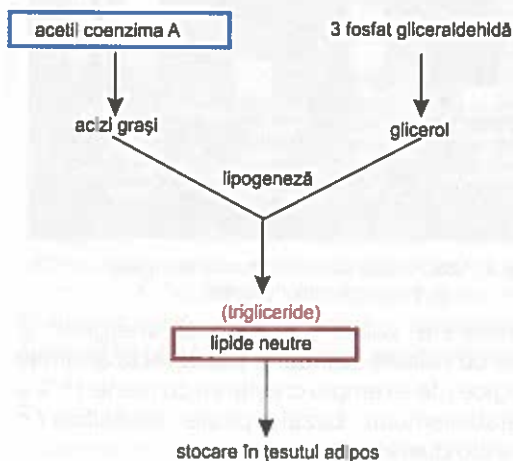 acetil coenzima A
3 fosfat gliceraldehidă
acizi grași
glicerol
lipogeneză
(trigliceride)
lipide neutre
stocare în țesutul adipos